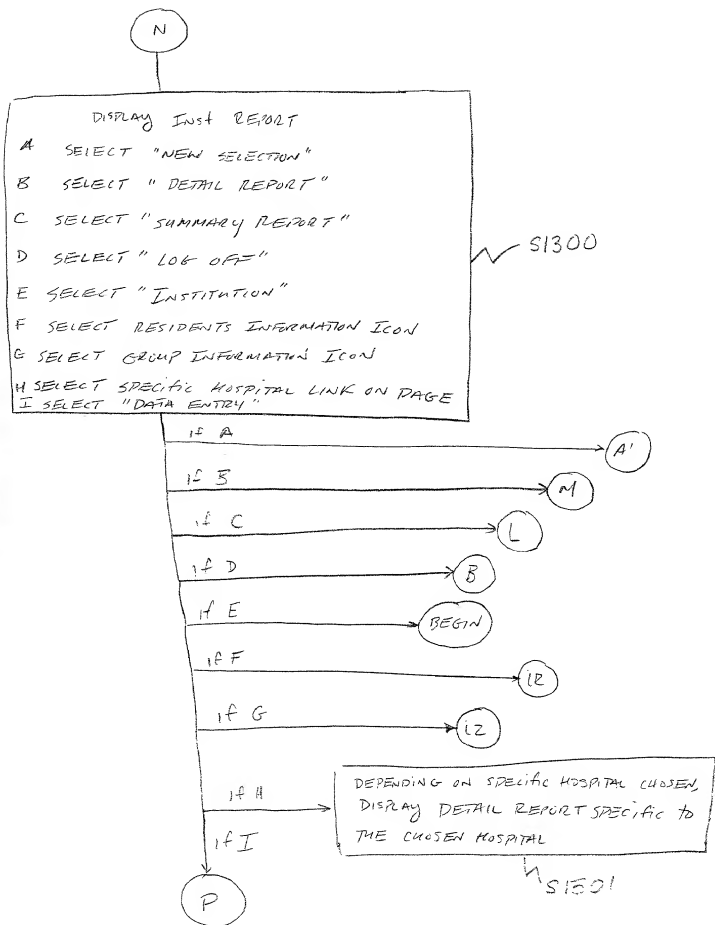 N
DISPLAY INST REPORT
A SELECT "NEW SELECTION"
B SELECT "DETAIL REPORT"
C SELECT "SUMMARY REPORT"
D SELECT "LOG OFF"
E SELECT "INSTITUTION"
F SELECT RESIDENTS INFORMATION ICON
G SELECT GROUP INFORMATION ICON
H SELECT SPECIFIC HOSPITAL LINK ON PAGE
I SELECT "DATA ENTRY"
S1300
if A
A'
if B
M
if C
L
if D
B
if E
BEGIN
if F
if G
if H
DEPENDING ON SPECIFIC HOSPITAL CHOSEN,
DISPLAY DETAIL REPORT SPECIFIC TO
THE CHOSEN HOSPITAL
if I
P